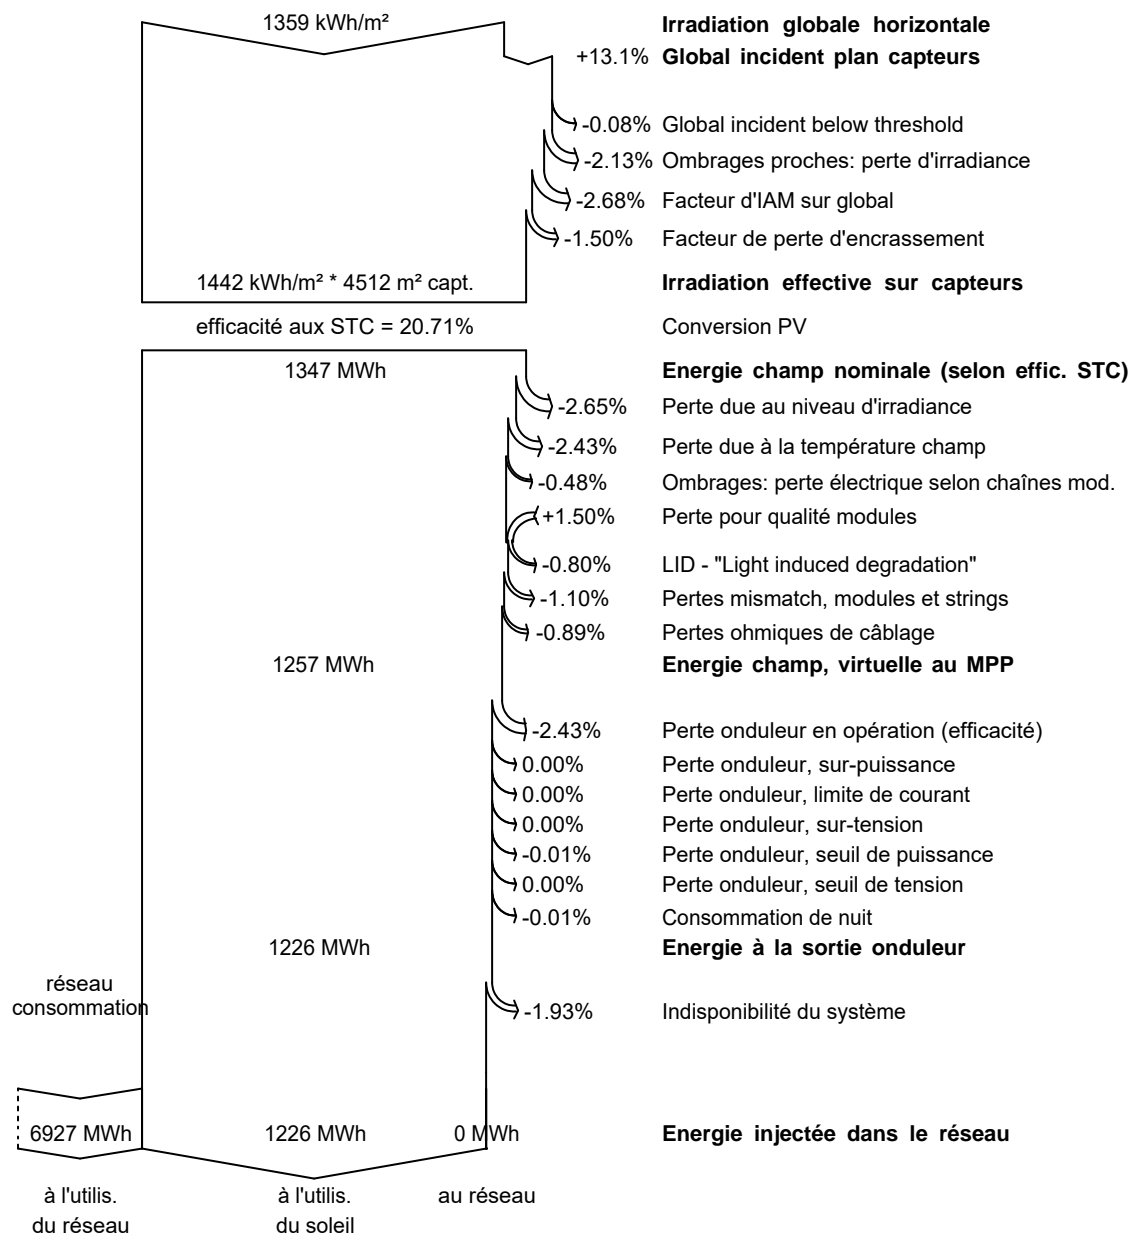 1359 kWh/m² Irradiation globale horizontale
+13.1% Global incident plan capteurs
-0.08% Global incident below threshold
-2.13% Ombrages proches: perte d'irradiance
-2.68% Facteur d'IAM sur global
-1.50% Facteur de perte d'encrassement
1442 kWh/m² * 4512 m² capt. Irradiation effective sur capteurs
efficacité aux STC = 20.71% Conversion PV
1347 MWh Energie champ nominale (selon effic. STC)
-2.65% Perte due au niveau d'irradiance
-2.43% Perte due à la température champ
-0.48% Ombrages: perte électrique selon chaînes mod.
+1.50% Perte pour qualité modules
-0.80% LID - "Light induced degradation"
-1.10% Pertes mismatch, modules et strings
-0.89% Pertes ohmiques de câblage
1257 MWh Energie champ, virtuelle au MPP
-2.43% Perte onduleur en opération (efficacité)
0.00% Perte onduleur, sur-puissance
0.00% Perte onduleur, limite de courant
0.00% Perte onduleur, sur-tension
-0.01% Perte onduleur, seuil de puissance
0.00% Perte onduleur, seuil de tension
-0.01% Consommation de nuit
1226 MWh Energie à la sortie onduleur
réseau
consommation
-1.93% Indisponibilité du système
6927 MWh 1226 MWh 0 MWh Energie injectée dans le réseau
à l'utilis. à l'utilis. au réseau
du réseau du soleil